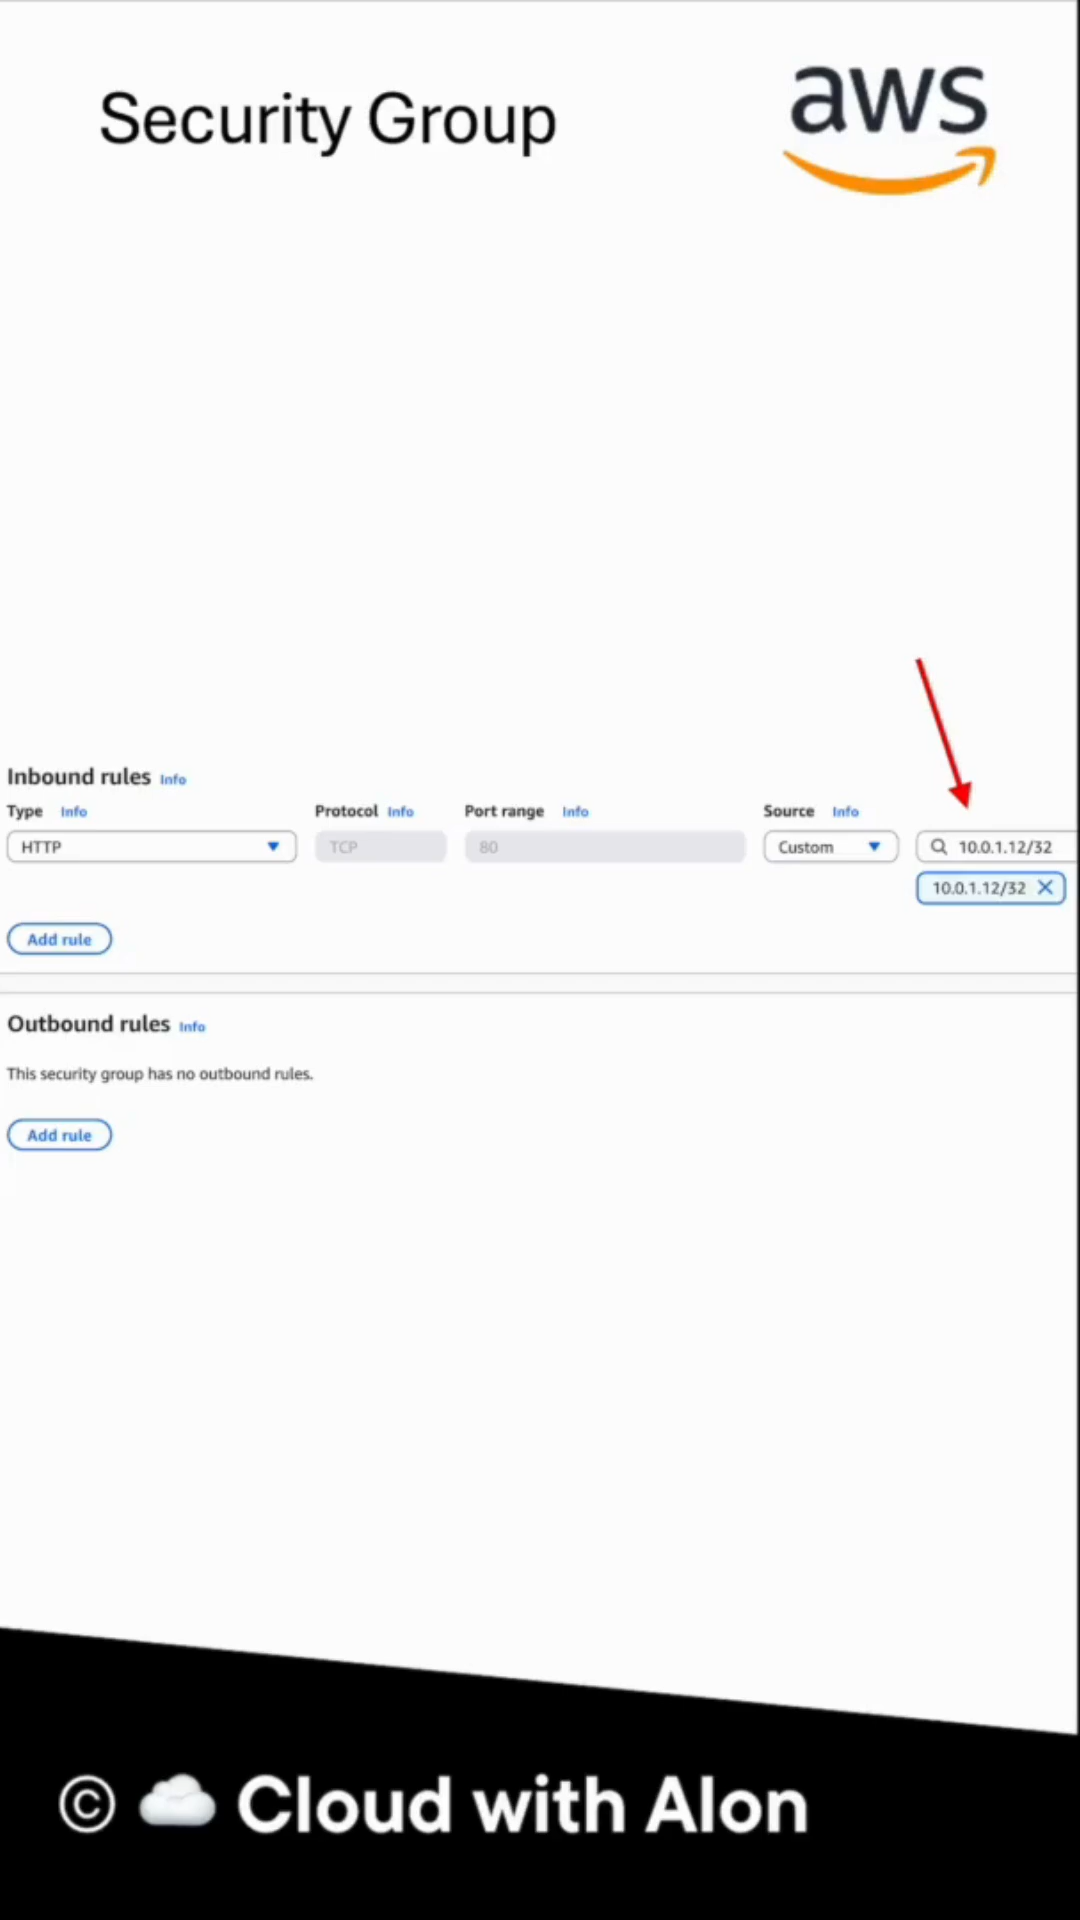 Security Group
aws
Inbound rules Info
Type Info Protocol Info Port range Info Source Info
HTTP TCP 80 Custom 10.0.1.12/32
10.0.1.12/32
Add rule
Outbound rules Info
This security group has no outbound rules.
Add rule
© ☁️ Cloud with Alon